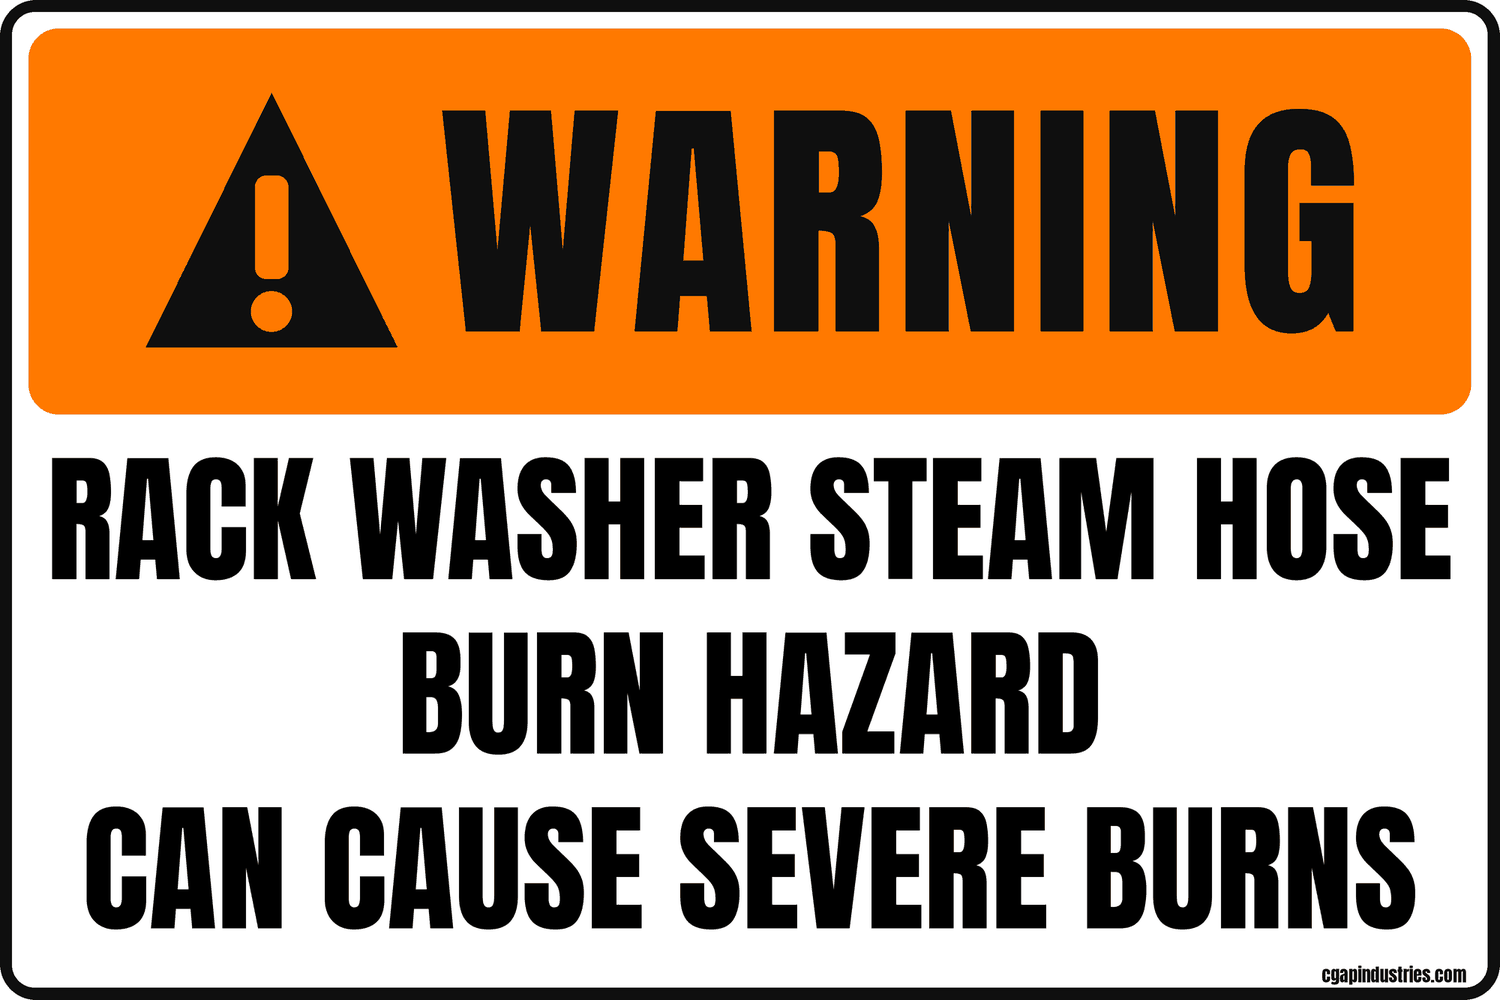 WARNING
RACK WASHER STEAM HOSE
BURN HAZARD
CAN CAUSE SEVERE BURNS
cgapindustries.com